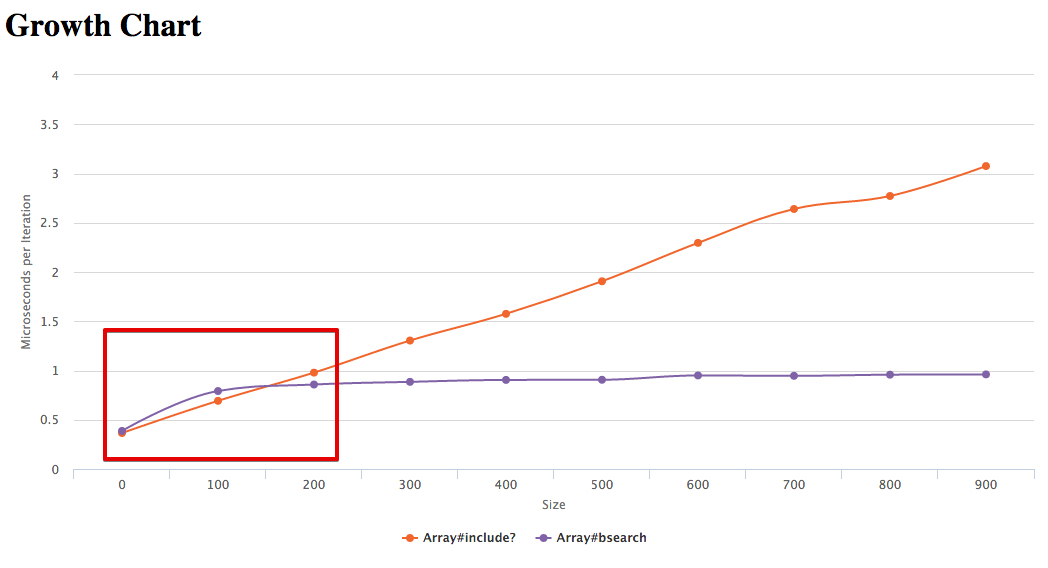 Growth Chart
4
3.5
3
2.5
2
1.5
1
0.5
0
Microseconds per Iteration
0 100 200 300 400 500 600 700 800 900
Size
Array#include? Array#bsearch